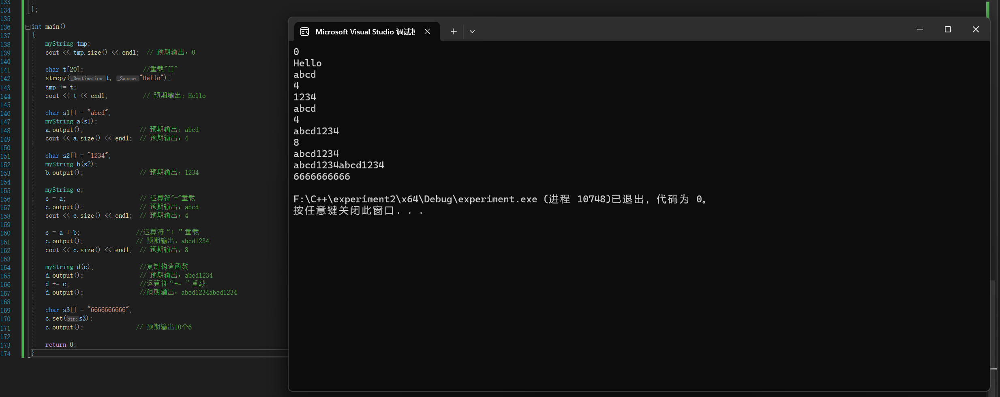 133
134 };
135
136 int main()
137 {
138 myString tmp;
139 cout << tmp.size() << endl; // 预期输出：0
140
141 char t[20]; //重载"[]"
142 strcpy(_Destination:t, _Source:"Hello");
143 tmp += t;
144 cout << t << endl; // 预期输出：Hello
145
146 char s1[] = "abcd";
147 myString a(s1);
148 a.output(); // 预期输出：abcd
149 cout << a.size() << endl; // 预期输出：4
150
151 char s2[] = "1234";
152 myString b(s2);
153 b.output(); // 预期输出：1234
154
155 myString c;
156 c = a; // 运算符"="重载
157 c.output(); // 预期输出：abcd
158 cout << c.size() << endl; // 预期输出：4
159
160 c = a + b; //运算符“+ ”重载
161 c.output(); // 预期输出：abcd1234
162 cout << c.size() << endl; // 预期输出：8
163
164 myString d(c); //复制构造函数
165 d.output(); // 预期输出：abcd1234
166 d += c; //运算符“+= ”重载
167 d.output(); //预期输出：abcd1234abcd1234
168
169 char s3[] = "6666666666";
170 c.set(str:s3);
171 c.output(); // 预期输出10个6
172
173 return 0;
174 }
Microsoft Visual Studio 调试
0
Hello
abcd
4
1234
abcd
4
abcd1234
8
abcd1234
abcd1234abcd1234
6666666666
F:\C++\experiment2\x64\Debug\experiment.exe (进程 10748)已退出，代码为 0。
按任意键关闭此窗口. . .